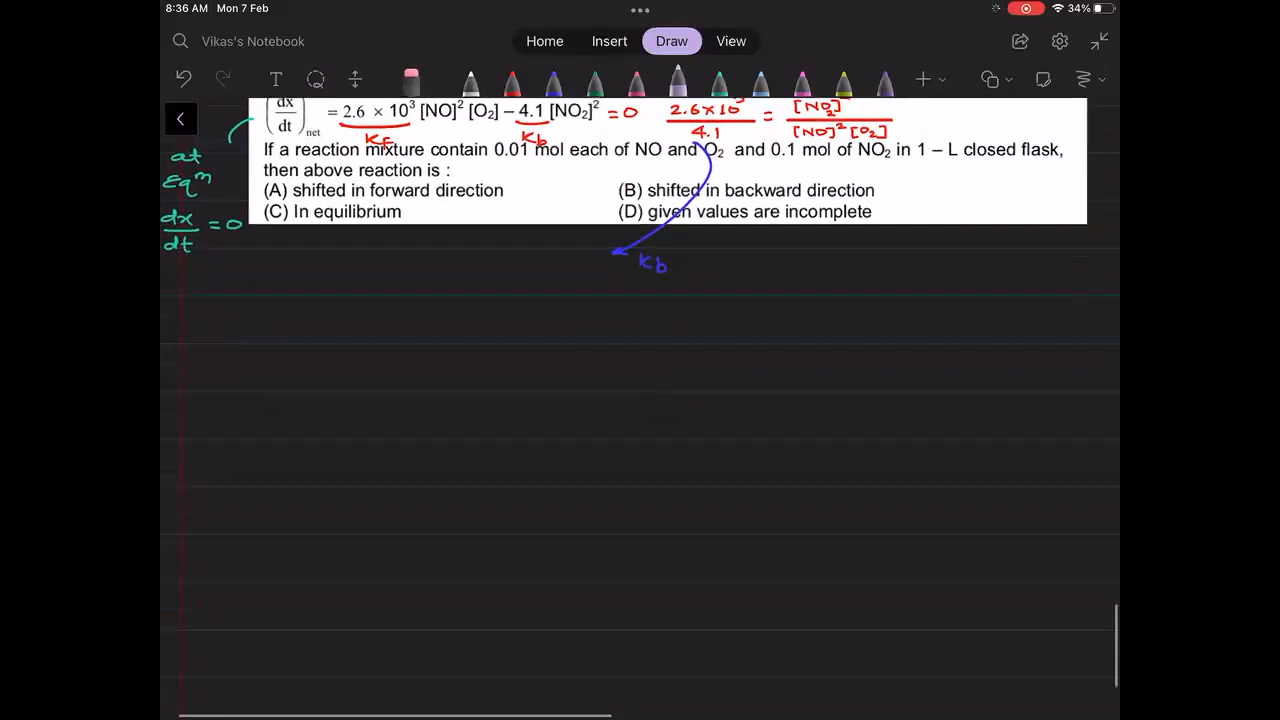 8:36 AM Mon 7 Feb
34%
Vikas's Notebook
Home Insert Draw View
(dx/dt)net = 2.6 × 10³ [NO]² [O₂] – 4.1 [NO₂]² = 0 2.6×10³/4.1 = [NO₂]²/[NO]²[O₂]
Kf Kb
If a reaction mixture contain 0.01 mol each of NO and O₂ and 0.1 mol of NO₂ in 1 – L closed flask,
then above reaction is :
(A) shifted in forward direction (B) shifted in backward direction
(C) In equilibrium (D) given values are incomplete
at
Eqᵐ
dx/dt = 0
Kb